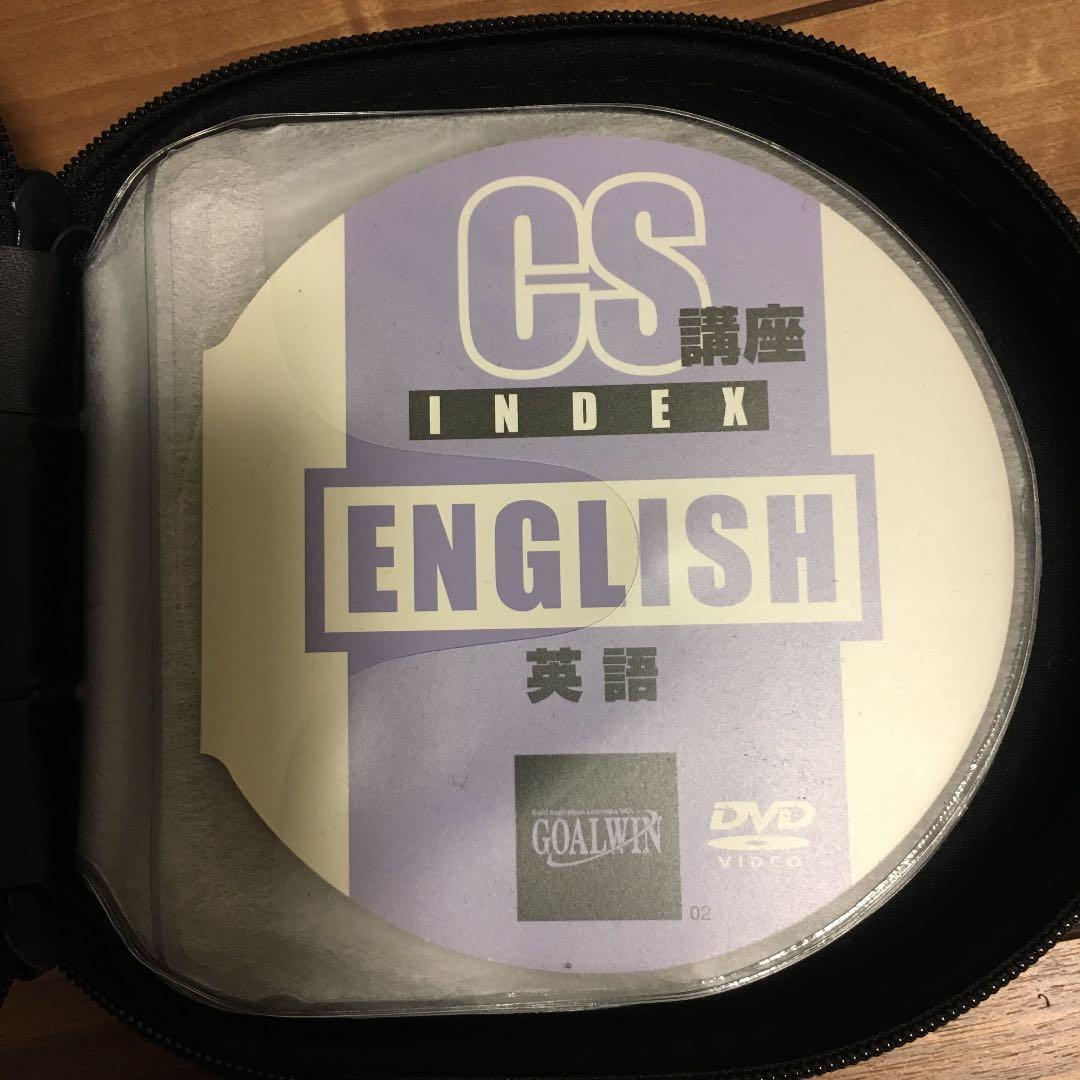 CS講座
INDEX
ENGLISH
英語
GOALWIN
DVD
VIDEO
02